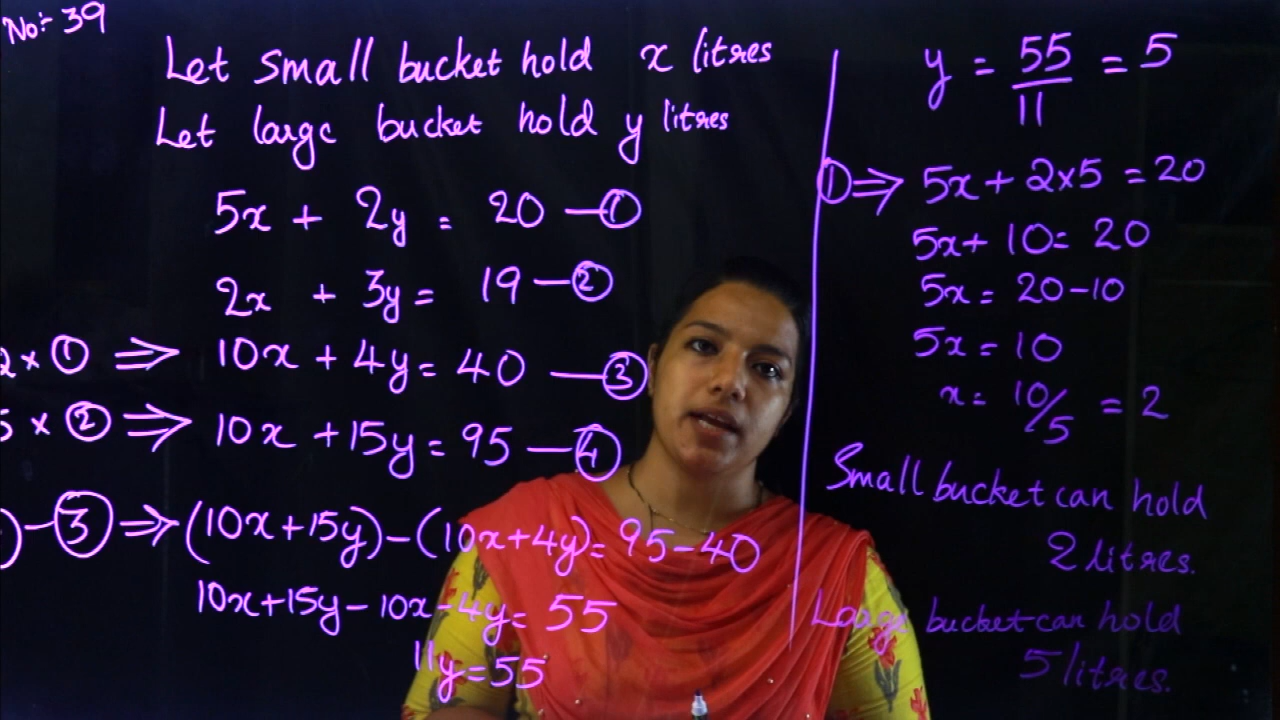 No:- 39
Let small bucket hold x litres
Let large bucket hold y litres
5x + 2y = 20 —①
2x + 3y = 19 —②
2 × ① ⇒ 10x + 4y = 40 —③
5 × ② ⇒ 10x + 15y = 95 —④
) - ③ ⇒ (10x + 15y) - (10x + 4y) = 95 - 40
10x + 15y - 10x - 4y = 55
11y = 55
y = 55/11 = 5
① ⇒ 5x + 2×5 = 20
5x + 10 = 20
5x = 20 - 10
5x = 10
x = 10/5 = 2
Small bucket can hold
2 litres.
Large bucket can hold
5 litres.